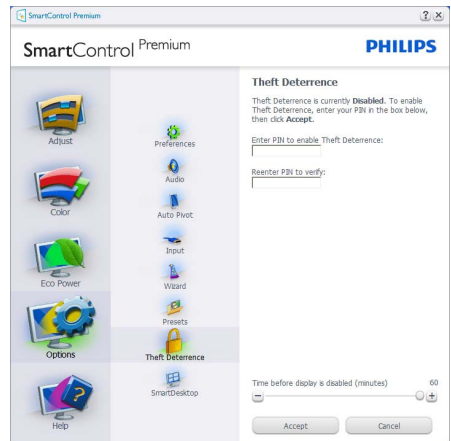 SmartControl Premium
SmartControl Premium
PHILIPS
Adjust
Color
Eco Power
Options
Help
Preferences
Audio
Auto Pivot
Input
Wizard
Presets
Theft Deterrence
SmartDesktop
Theft Deterrence
Theft Deterrence is currently Disabled. To enable
Theft Deterrence, enter your PIN in the box below,
then click Accept.
Enter PIN to enable Theft Deterrence:
Reenter PIN to verify:
Time before display is disabled (minutes) 60
Accept Cancel